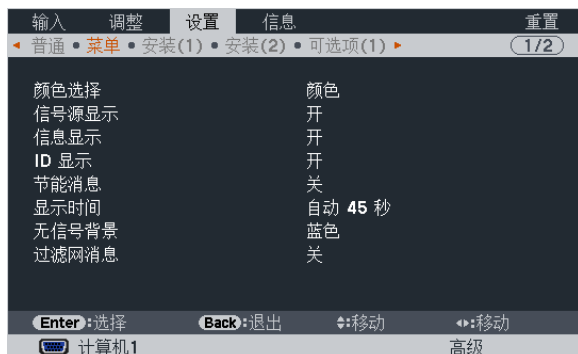 输入 调整 设置 信息 重置
普通 • 菜单 • 安装(1) • 安装(2) • 可选项(1) 1/2
颜色选择 颜色
信号源显示 开
信息显示 开
ID 显示 开
节能消息 关
显示时间 自动 45 秒
无信号背景 蓝色
过滤网消息 关
Enter:选择 Back:退出 :移动 :移动
计算机1 高级